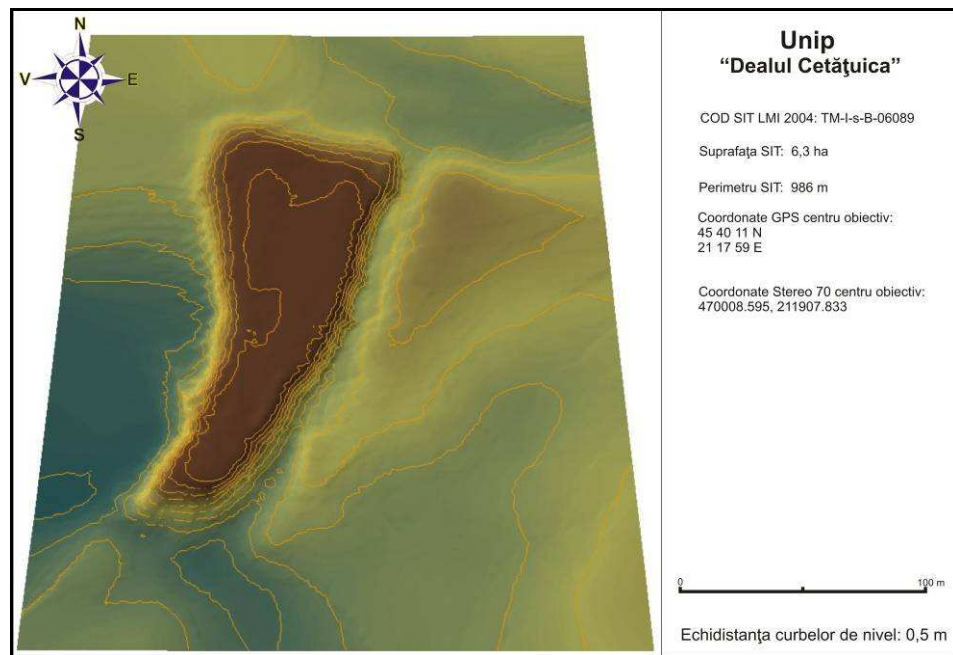 N
V
E
S
Unip
“Dealul Cetăţuica”
COD SIT LMI 2004: TM-I-s-B-06089
Suprafaţa SIT: 6,3 ha
Perimetru SIT: 986 m
Coordonate GPS centru obiectiv:
45 40 11 N
21 17 59 E
Coordonate Stereo 70 centru obiectiv:
470008.595, 211907.833
0
100 m
Echidistanţa curbelor de nivel: 0,5 m